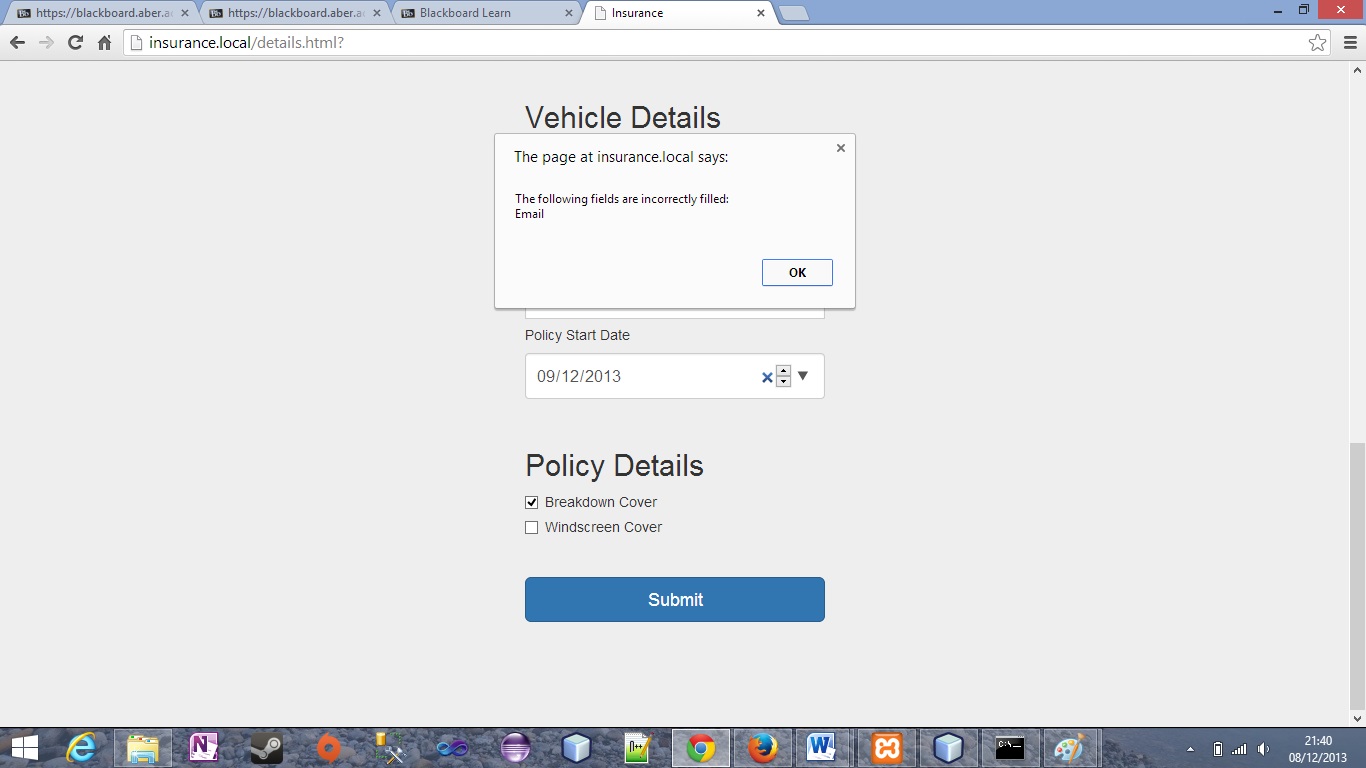 https://blackboard.aber.a
https://blackboard.aber.a
Blackboard Learn
Insurance
insurance.local/details.html?
Vehicle Details
The page at insurance.local says:
The following fields are incorrectly filled:
Email
OK
Policy Start Date
09/12/2013
Policy Details
Breakdown Cover
Windscreen Cover
Submit
21:40
08/12/2013